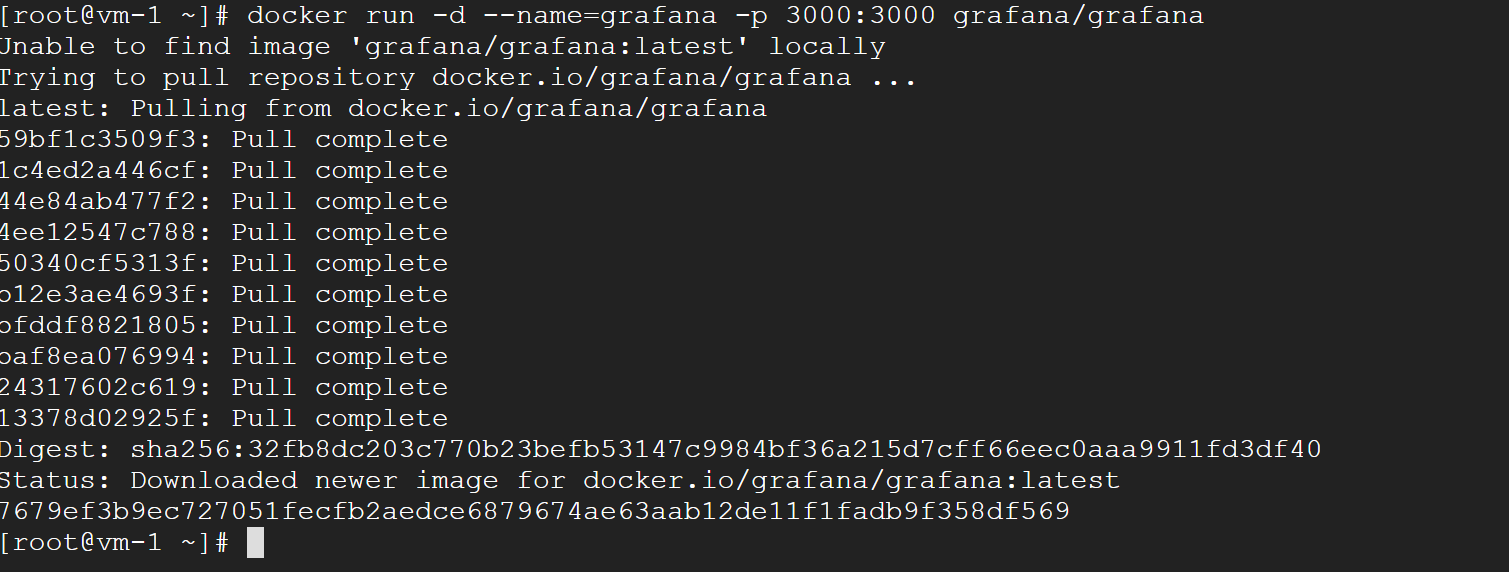 [root@vm-1 ~]# docker run -d --name=grafana -p 3000:3000 grafana/grafana
Unable to find image 'grafana/grafana:latest' locally
Trying to pull repository docker.io/grafana/grafana ...
latest: Pulling from docker.io/grafana/grafana
59bf1c3509f3: Pull complete
1c4ed2a446cf: Pull complete
44e84ab477f2: Pull complete
4ee12547c788: Pull complete
50340cf5313f: Pull complete
b12e3ae4693f: Pull complete
bfddf8821805: Pull complete
baf8ea076994: Pull complete
24317602c619: Pull complete
13378d02925f: Pull complete
Digest: sha256:32fb8dc203c770b23befb53147c9984bf36a215d7cff66eec0aaa9911fd3df40
Status: Downloaded newer image for docker.io/grafana/grafana:latest
7679ef3b9ec727051fecfb2aedce6879674ae63aab12de11f1fadb9f358df569
[root@vm-1 ~]#